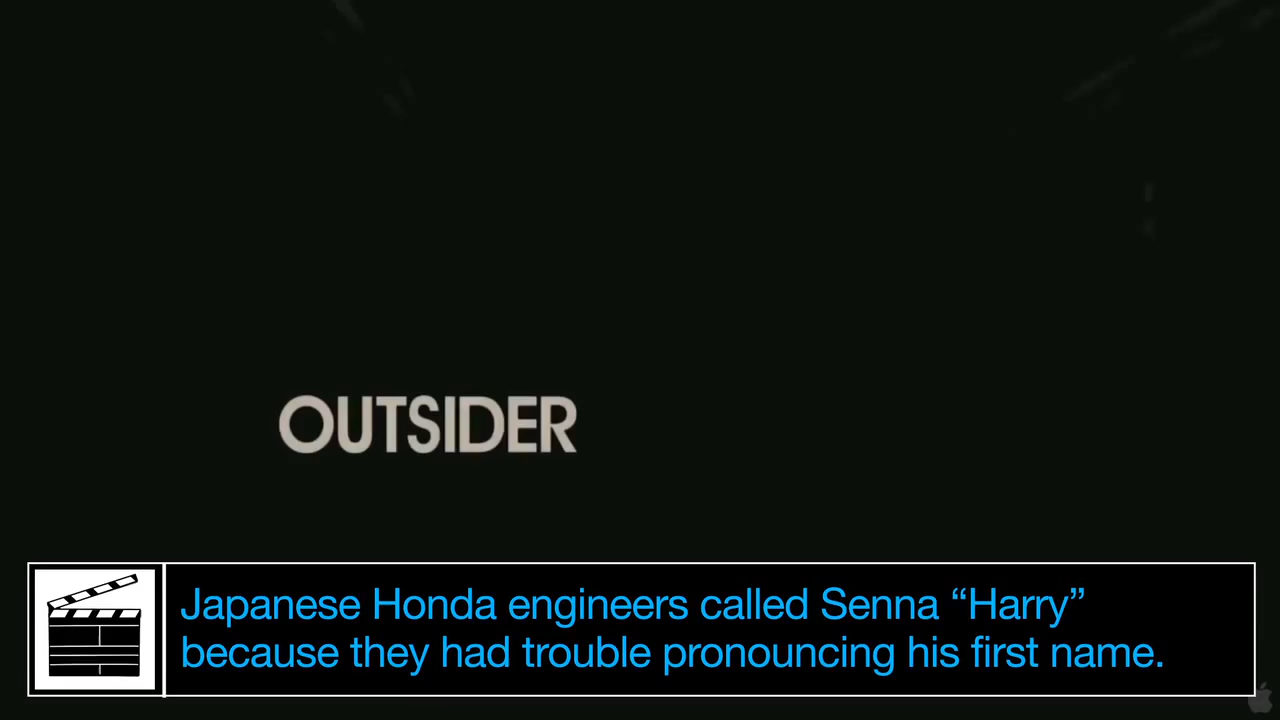 OUTSIDER
Japanese Honda engineers called Senna “Harry”
because they had trouble pronouncing his first name.